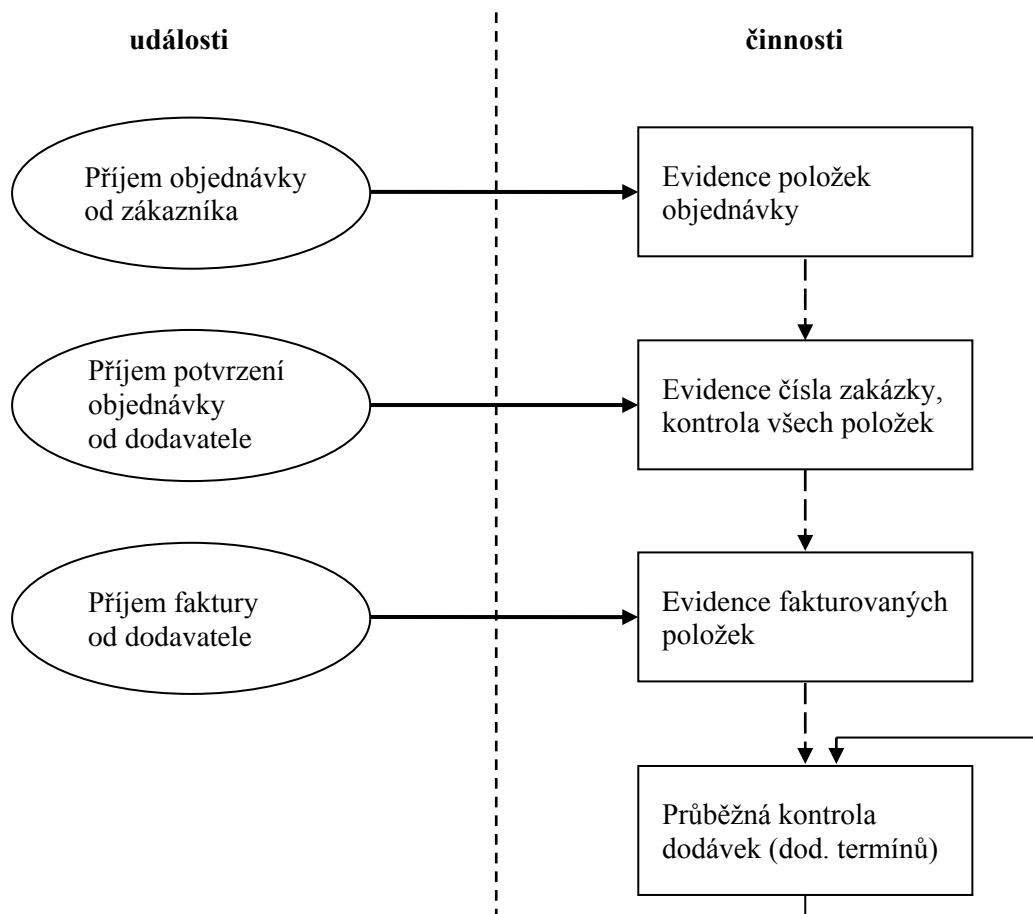 události
činnosti
Příjem objednávky
od zákazníka
Evidence položek
objednávky
Příjem potvrzení
objednávky
od dodavatele
Evidence čísla zakázky,
kontrola všech položek
Příjem faktury
od dodavatele
Evidence fakturovaných
položek
Průběžná kontrola
dodávek (dod. termínů)